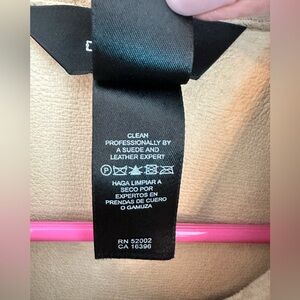 CLEAN
PROFESSIONALLY BY
A SUEDE AND
LEATHER EXPERT
HAGA LIMPIAR A
SECO POR
EXPERTOS EN
PRENDAS DE CUERO
O GAMUZA
RN 52002
CA 16396